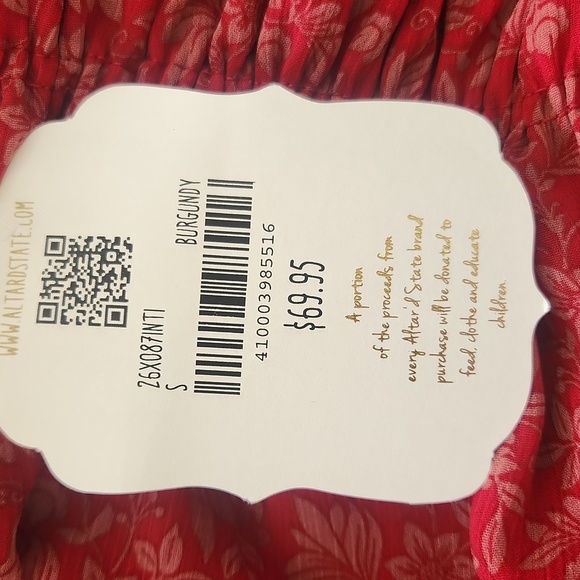 WWW.ALTARDSTATE.COM
26X087INTI
S
BURGUNDY
410003985516
$69.95
A portion
of the proceeds from
every Altar'd State brand
purchase will be donated to
feed, clothe and educate
children